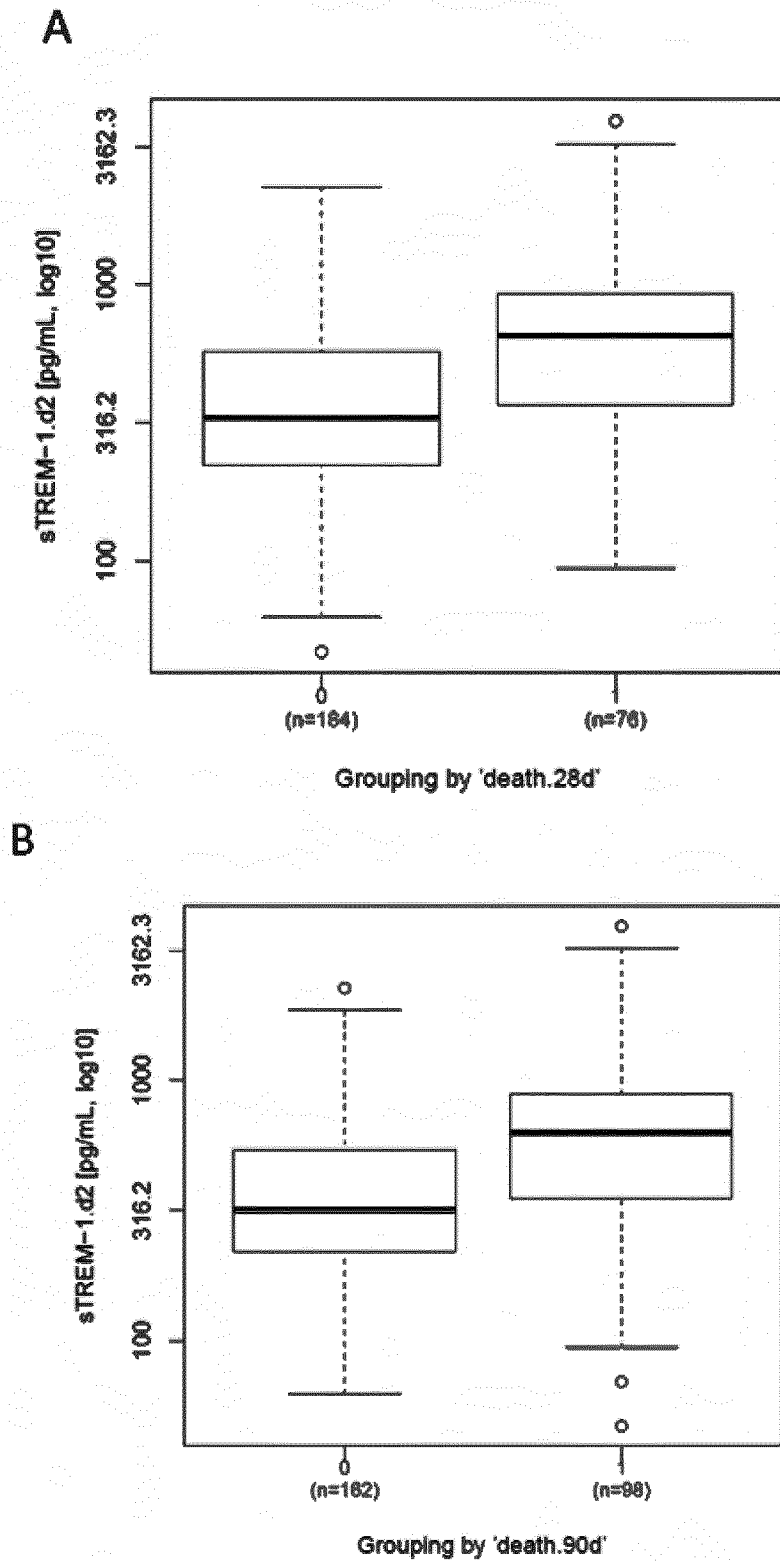 A
sTREM-1.d2 [pg/mL, log10]
3162.3
1000
316.2
100
0
1
(n=184)
(n=76)
Grouping by 'death.28d'
B
sTREM-1.d2 [pg/mL, log10]
3162.3
1000
316.2
100
0
1
(n=162)
(n=98)
Grouping by 'death.90d'